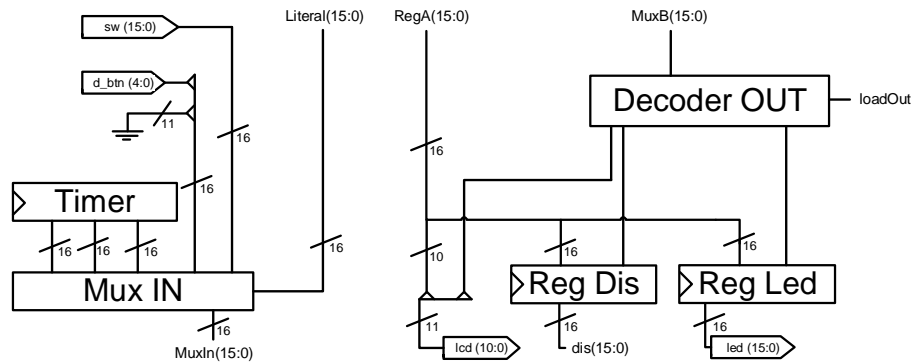 Literal(15:0)
RegA(15:0)
MuxB(15:0)
sw (15:0)
d_btn (4:0)
11
16
16
16
Decoder OUT
loadOut
Timer
16
16
16
16
16
10
16
16
Mux IN
Reg Dis
Reg Led
16
11
16
16
MuxIn(15:0)
lcd (10:0)
dis(15:0)
led (15:0)